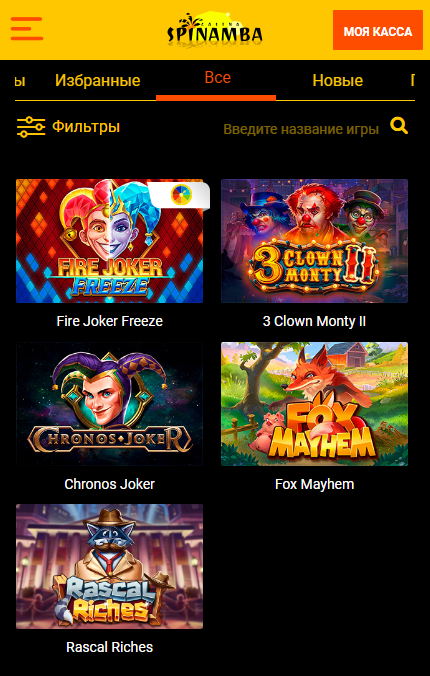 CASINO
SPINAMBA
МОЯ КАССА
ы Избранные Все Новые
Фильтры Введите название игры
FIRE JOKER
FREEZE
3 CLOWN
MONTY II
Fire Joker Freeze 3 Clown Monty II
CHRONOS JOKER
FOX
MAYHEM
Chronos Joker Fox Mayhem
RASCAL
RICHES
Rascal Riches